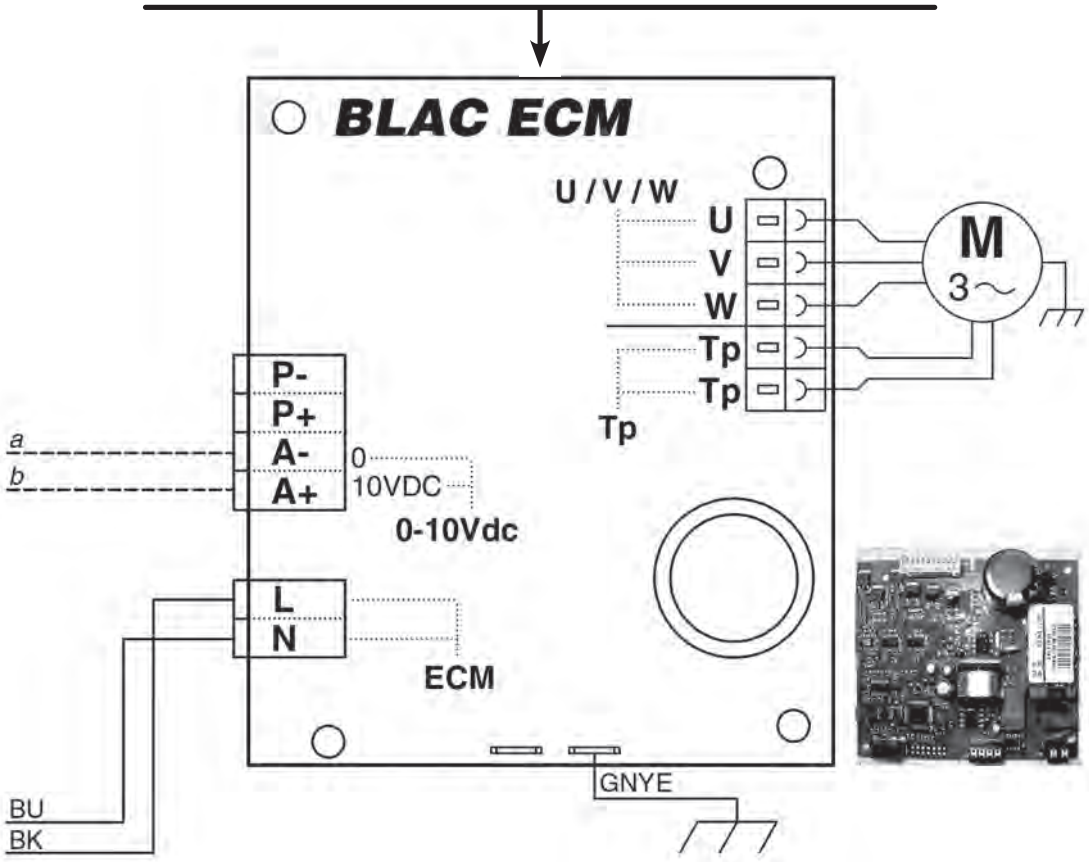 BLAC ECM
U / V / W
U
V
W
Tp
Tp
Tp
M
3~
P-
P+
a
A-
0
b
A+
10VDC
0-10Vdc
L
N
ECM
GNYE
BU
BK